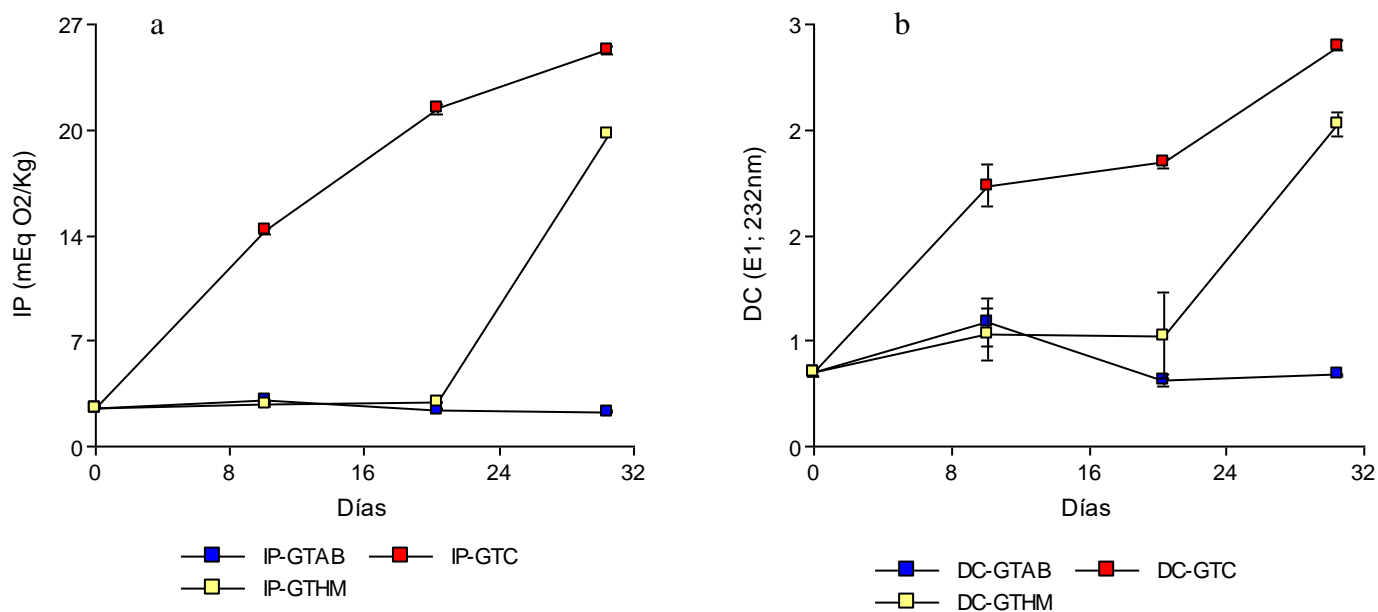 a
27
20
14
7
0
IP (mEq O2/Kg)
0 8 16 24 32
Días
IP-GTAB IP-GTC
IP-GTHM
b
3
2
2
1
0
DC (E1; 232nm)
0 8 16 24 32
Días
DC-GTAB DC-GTC
DC-GTHM